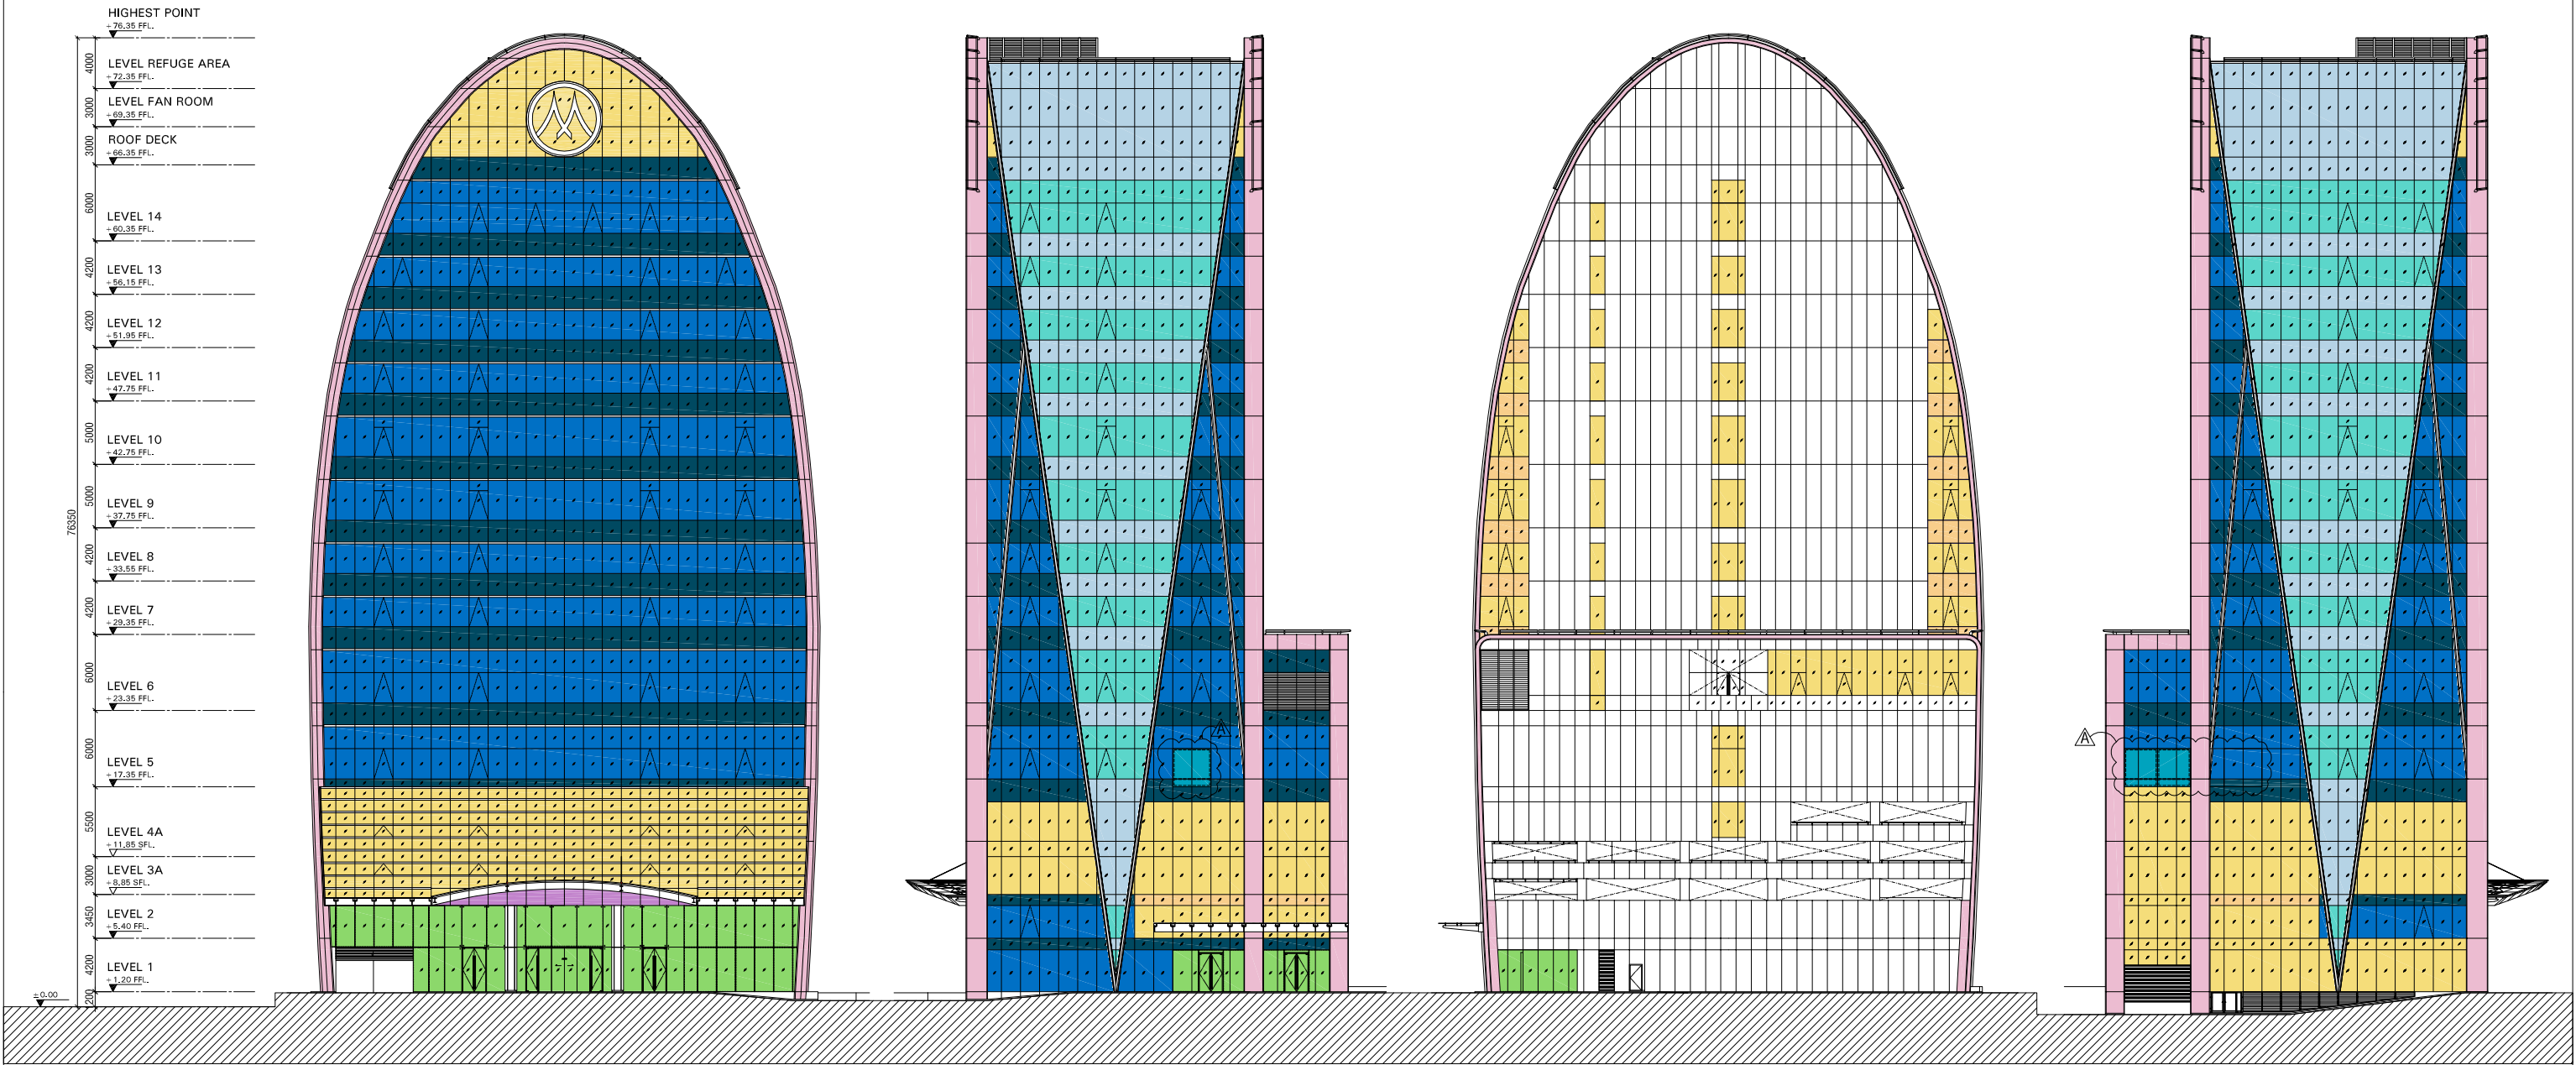 HIGHEST POINT
+76.35 FFL.
4000
LEVEL REFUGE AREA
+72.35 FFL.
3000
LEVEL FAN ROOM
+69.35 FFL.
3000
ROOF DECK
+66.35 FFL.
6000
LEVEL 14
+60.35 FFL.
4200
LEVEL 13
+56.15 FFL.
4200
LEVEL 12
+51.95 FFL.
4200
LEVEL 11
+47.75 FFL.
5000
LEVEL 10
+42.75 FFL.
5000
LEVEL 9
+37.75 FFL.
76350
4200
LEVEL 8
+33.55 FFL.
4200
LEVEL 7
+29.35 FFL.
6000
LEVEL 6
+23.35 FFL.
6000
LEVEL 5
+17.35 FFL.
5500
LEVEL 4A
+11.85 SFL.
3000
LEVEL 3A
+8.85 SFL.
3450
LEVEL 2
+5.40 FFL.
4200
LEVEL 1
+1.20 FFL.
1200
±0.00
A
A